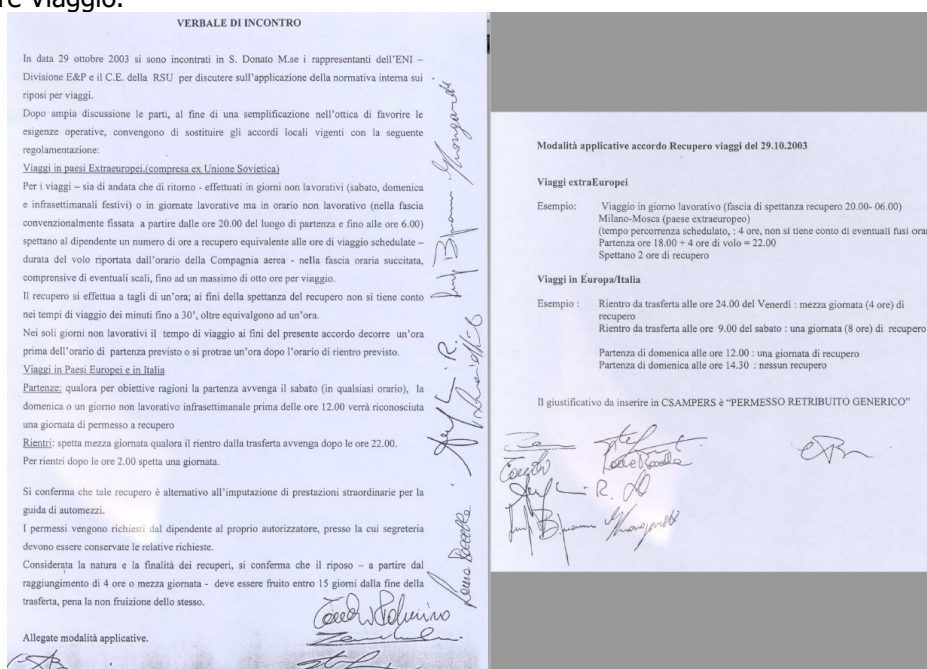 re viaggio.
VERBALE DI INCONTRO
In data 29 ottobre 2003 si sono incontrati in S. Donato M.se i rappresentanti dell'ENI –
Divisione E&P e il C.E. della RSU per discutere sull'applicazione della normativa interna sui
riposi per viaggi.
Dopo ampia discussione le parti, al fine di una semplificazione nell'ottica di favorire le
esigenze operative, convengono di sostituire gli accordi locali vigenti con la seguente
regolamentazione:
Viaggi in paesi Extraeuropei.(compresa ex Unione Sovietica)
Per i viaggi – sia di andata che di ritorno - effettuati in giorni non lavorativi (sabato, domenica
e infrasettimanali festivi) o in giornate lavorative ma in orario non lavorativo (nella fascia
convenzionalmente fissata a partire dalle ore 20.00 del luogo di partenza e fino alle ore 6.00)
spettano al dipendente un numero di ore a recupero equivalente alle ore di viaggio schedulate –
durata del volo riportata dall'orario della Compagnia aerea - nella fascia oraria succitata,
comprensive di eventuali scali, fino ad un massimo di otto ore per viaggio.
Il recupero si effettua a tagli di un'ora; ai fini della spettanza del recupero non si tiene conto
nei tempi di viaggio dei minuti fino a 30', oltre equivalgono ad un'ora.
Nei soli giorni non lavorativi il tempo di viaggio ai fini del presente accordo decorre un'ora
prima dell'orario di partenza previsto o si protrae un'ora dopo l'orario di rientro previsto.
Viaggi in Paesi Europei e in Italia
Partenze: qualora per obiettive ragioni la partenza avvenga il sabato (in qualsiasi orario), la
domenica o un giorno non lavorativo infrasettimanale prima delle ore 12.00 verrà riconosciuta
una giornata di permesso a recupero
Rientri: spetta mezza giornata qualora il rientro dalla trasferta avvenga dopo le ore 22.00.
Per rientri dopo le ore 2.00 spetta una giornata.
Si conferma che tale recupero è alternativo all'imputazione di prestazioni straordinarie per la
guida di automezzi.
I permessi vengono richiesti dal dipendente al proprio autorizzatore, presso la cui segreteria
devono essere conservate le relative richieste.
Considerata la natura e la finalità dei recuperi, si conferma che il riposo – a partire dal
raggiungimento di 4 ore o mezza giornata - deve essere fruito entro 15 giorni dalla fine della
trasferta, pena la non fruizione dello stesso.
Allegate modalità applicative.
Modalità applicative accordo Recupero viaggi del 29.10.2003
Viaggi extraEuropei
Esempio: Viaggio in giorno lavorativo (fascia di spettanza recupero 20.00- 06.00)
Milano-Mosca (paese extraeuropeo)
(tempo percorrenza schedulato, : 4 ore, non si tiene conto di eventuali fusi orar
Partenza ore 18.00 + 4 ore di volo = 22.00
Spettano 2 ore di recupero
Viaggi in Europa/Italia
Esempio : Rientro da trasferta alle ore 24.00 del Venerdì : mezza giornata (4 ore) di
recupero
Rientro da trasferta alle ore 9.00 del sabato : una giornata (8 ore) di recupero
Partenza di domenica alle ore 12.00 : una giornata di recupero
Partenza di domenica alle ore 14.30 : nessun recupero
Il giustificativo da inserire in CSAMPERS è "PERMESSO RETRIBUITO GENERICO"